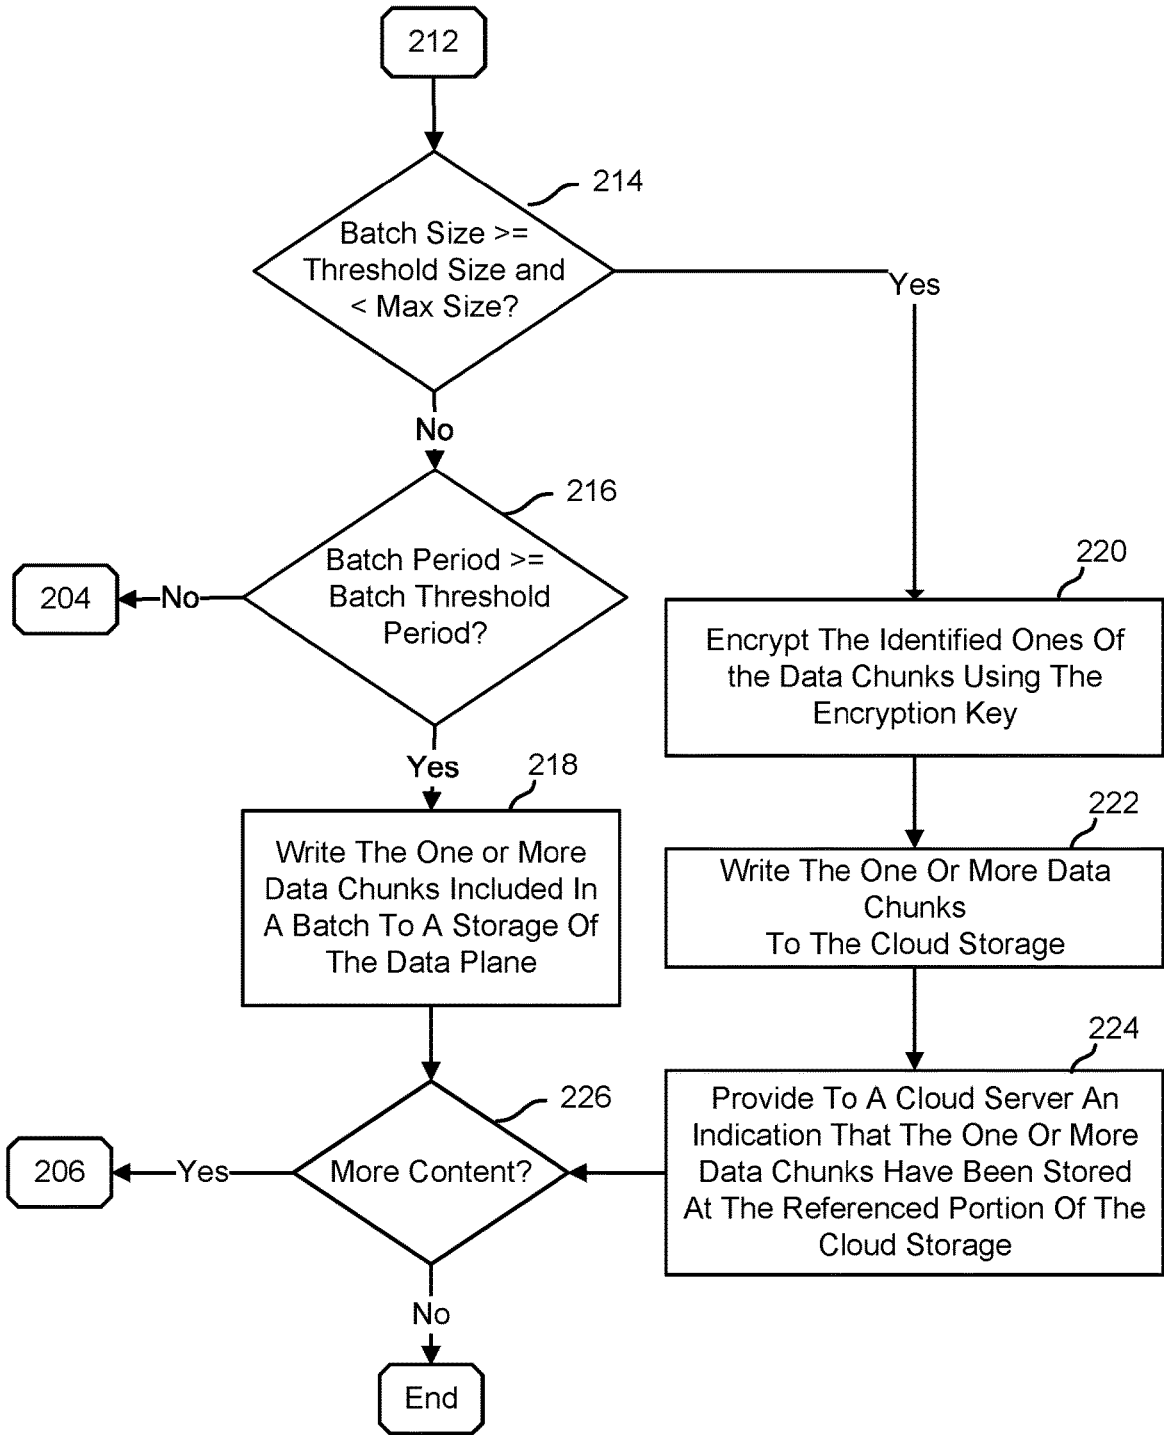 212
214
Batch Size >=
Threshold Size and
< Max Size?
Yes
No
216
Batch Period >=
Batch Threshold
Period?
No
204
220
Encrypt The Identified Ones Of
the Data Chunks Using The
Encryption Key
Yes
218
Write The One or More
Data Chunks Included In
A Batch To A Storage Of
The Data Plane
222
Write The One Or More Data
Chunks
To The Cloud Storage
224
Provide To A Cloud Server An
Indication That The One Or More
Data Chunks Have Been Stored
At The Referenced Portion Of The
Cloud Storage
226
More Content?
Yes
206
No
End